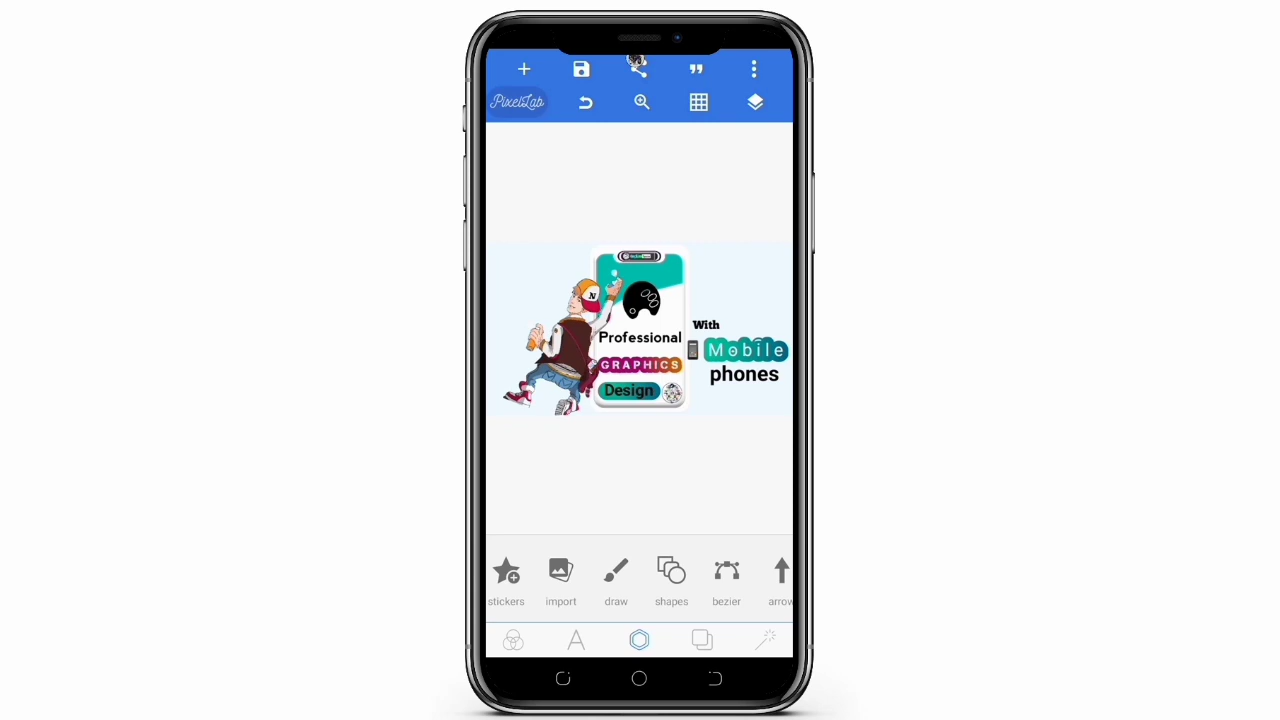 PixelLab
N
Professional
With
Mobile
GRAPHICS
phones
Design
stickers
import
draw
shapes
bezier
arrow